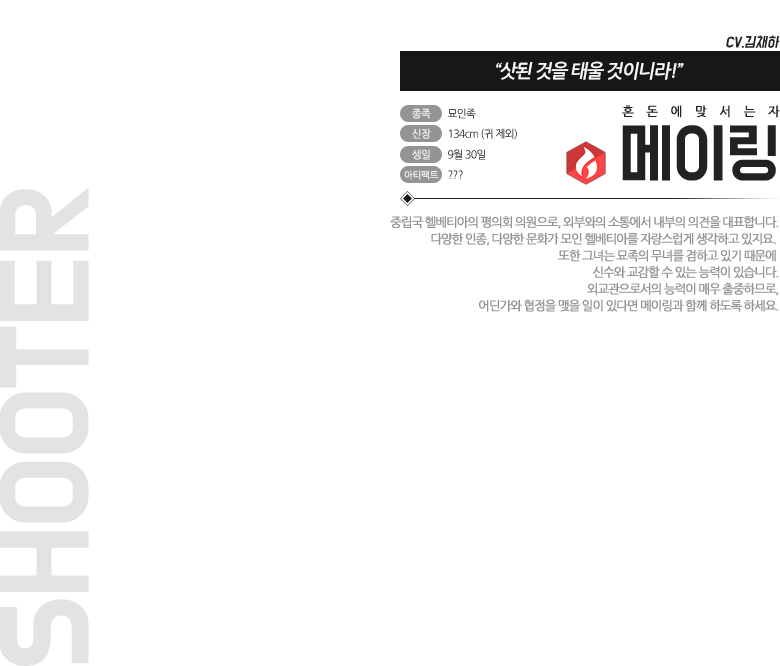 CV.김채하
“삿된 것을 태울 것이니라!”
혼돈에 맞서는 자
메이링
종족 묘인족
신장 134cm (귀 제외)
생일 9월 30일
아티팩트 ???
중립국 헬베티아의 평의회 의원으로, 외부와의 소통에서 내부의 의견을 대표합니다.
다양한 인종, 다양한 문화가 모인 헬베티아를 자랑스럽게 생각하고 있지요.
또한 그녀는 묘족의 무녀를 겸하고 있기 때문에
신수와 교감할 수 있는 능력이 있습니다.
외교관으로서의 능력이 매우 출중하므로,
어딘가와 협정을 맺을 일이 있다면 메이링과 함께 하도록 하세요.
SHOOTER